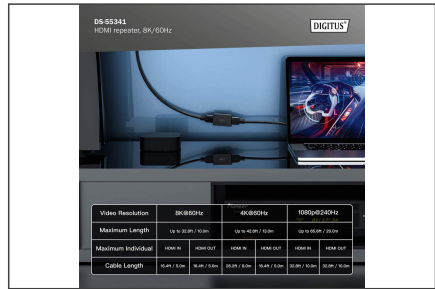 DS-55341
HDMI repeater, 8K/60Hz
DIGITUS®
Pioneer
Video Resolution 8K@60Hz 4K@60Hz 1080p@240Hz
Maximum Length Up to 32.8ft / 10.0m Up to 42.6ft / 13.0m Up to 65.6ft / 20.0m
Maximum Individual HDMI IN HDMI OUT HDMI IN HDMI OUT HDMI IN HDMI OUT
Cable Length 16.4ft / 5.0m 16.4ft / 5.0m 26.2ft / 8.0m 16.4ft / 5.0m 32.8ft / 10.0m 32.8ft / 10.0m